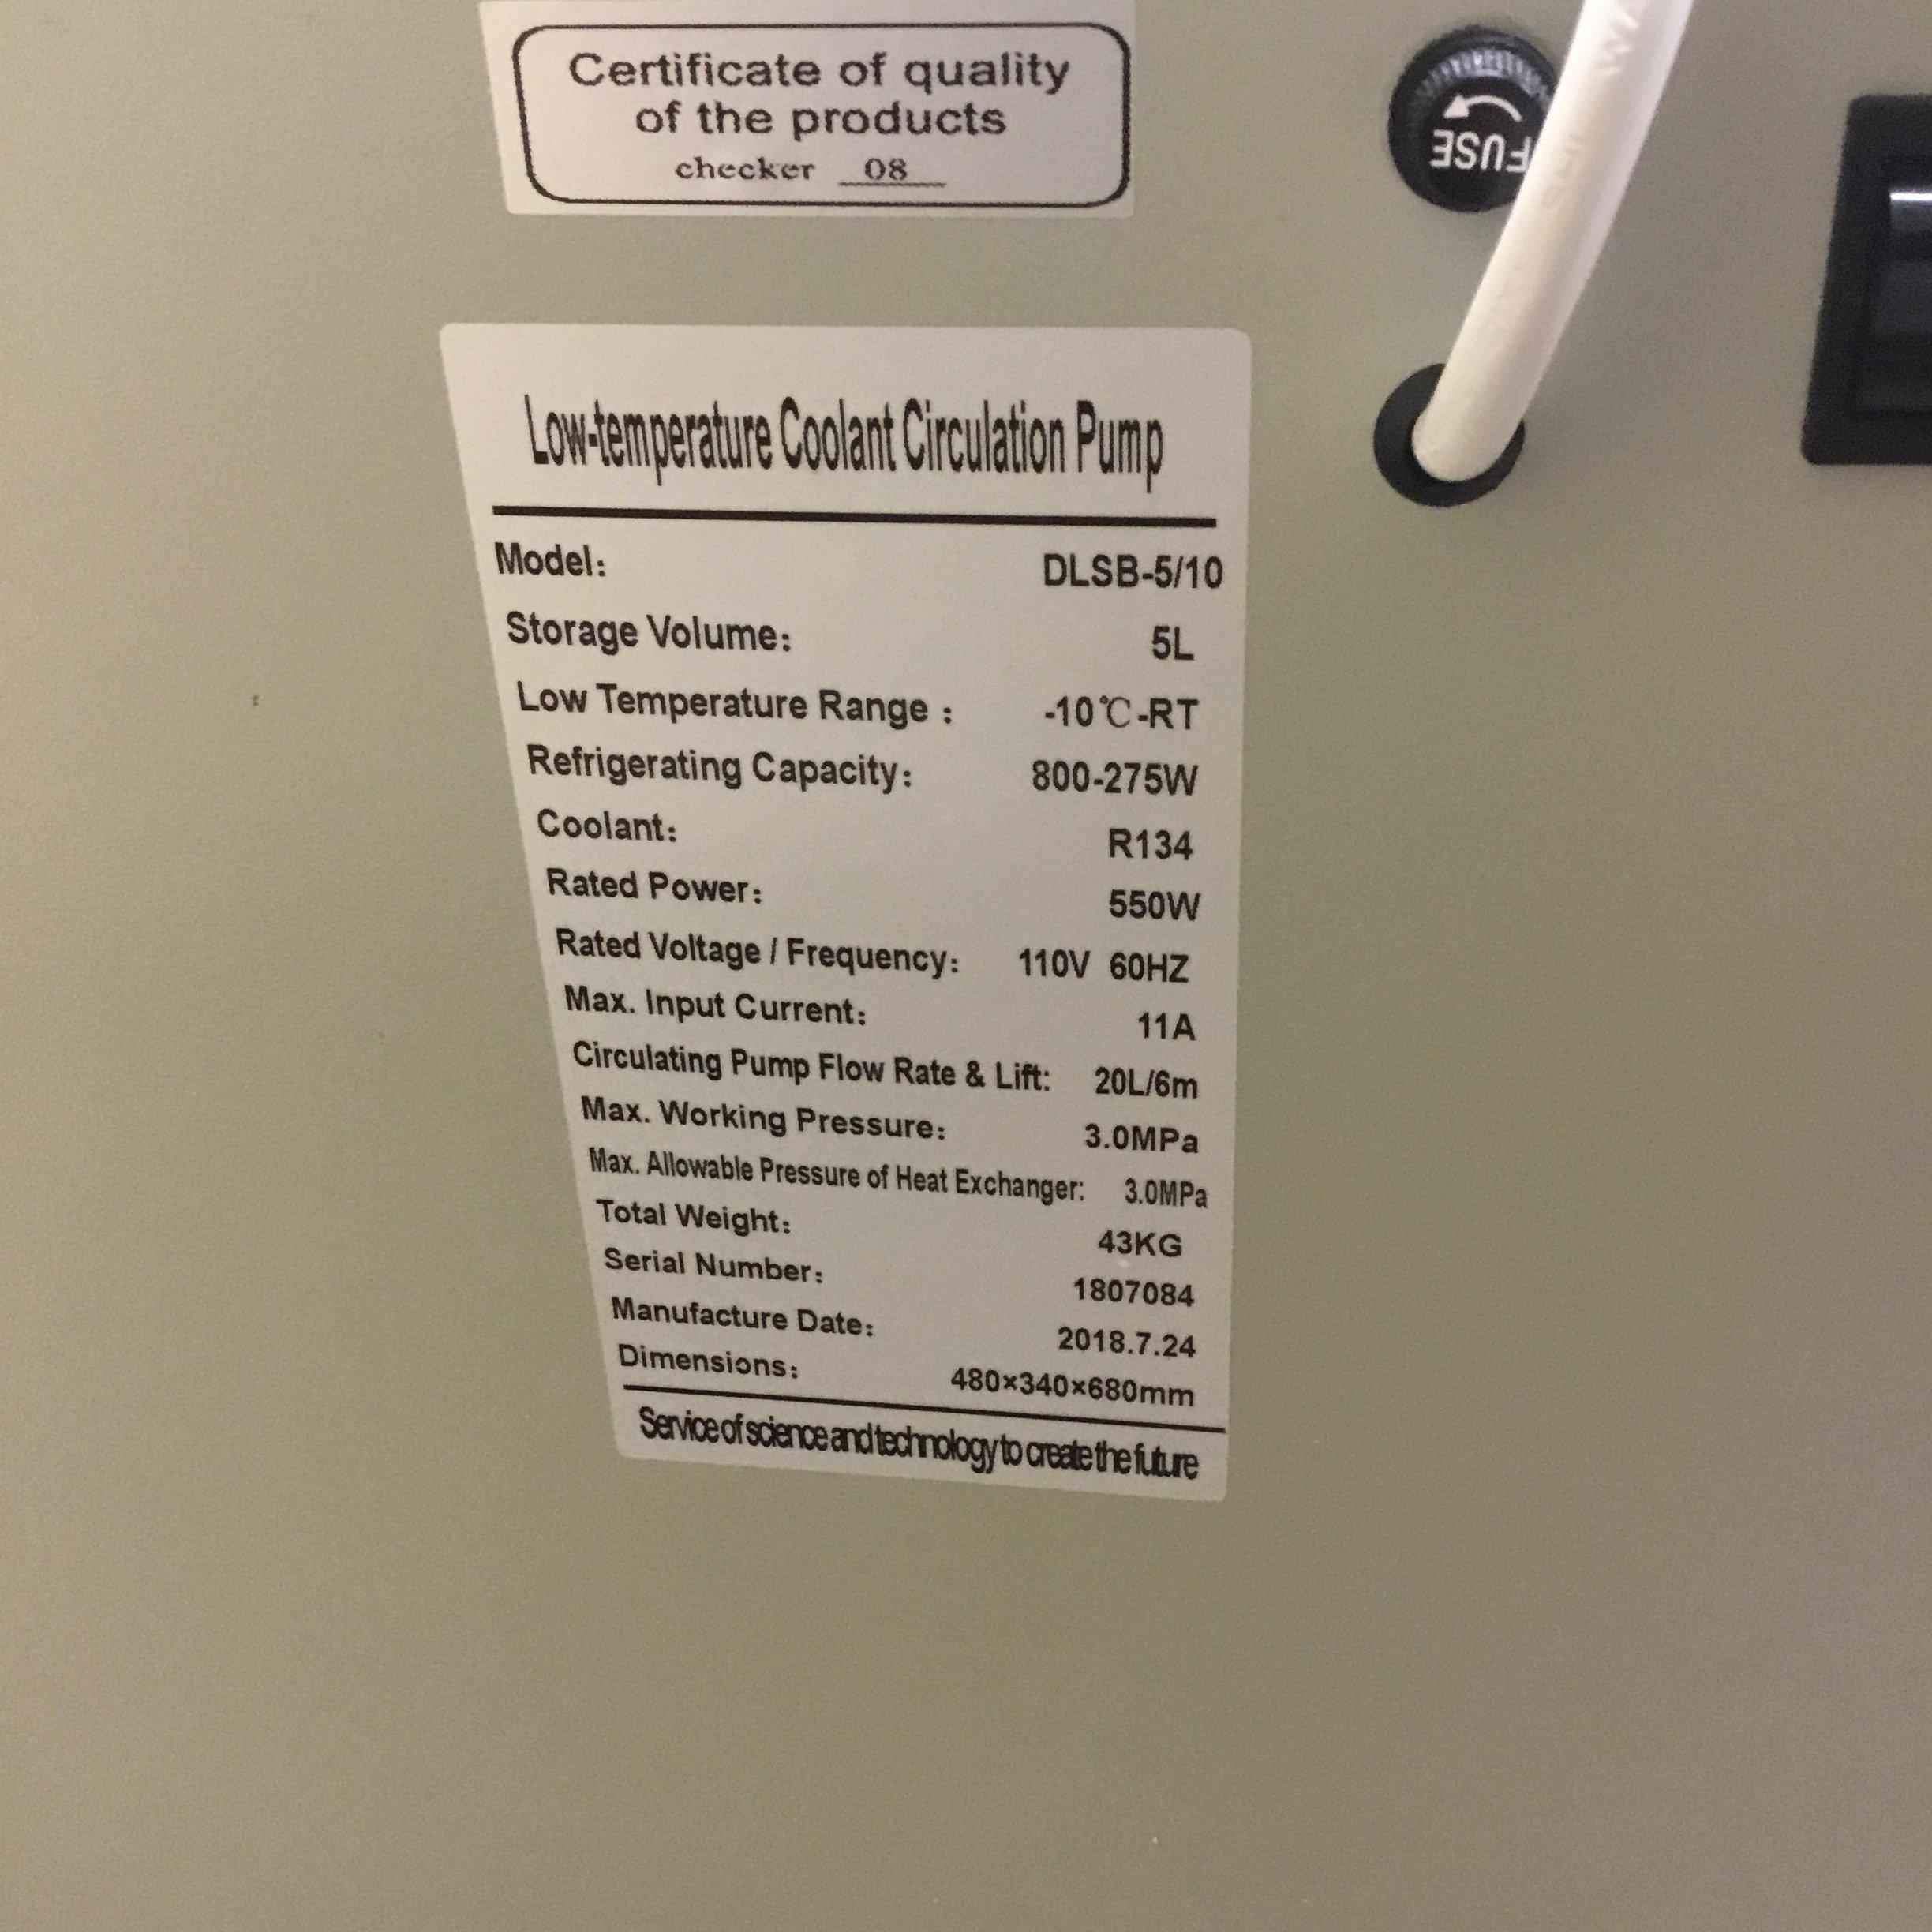 Certificate of quality
of the products
checker 08
FUSE
Low-temperature Coolant Circulation Pump
Model: DLSB-5/10
Storage Volume: 5L
Low Temperature Range : -10℃-RT
Refrigerating Capacity: 800-275W
Coolant: R134
Rated Power: 550W
Rated Voltage / Frequency: 110V 60HZ
Max. Input Current: 11A
Circulating Pump Flow Rate & Lift: 20L/6m
Max. Working Pressure: 3.0MPa
Max. Allowable Pressure of Heat Exchanger: 3.0MPa
Total Weight: 43KG
Serial Number: 1807084
Manufacture Date: 2018.7.24
Dimensions: 480×340×680mm
Service of science and technology to create the future